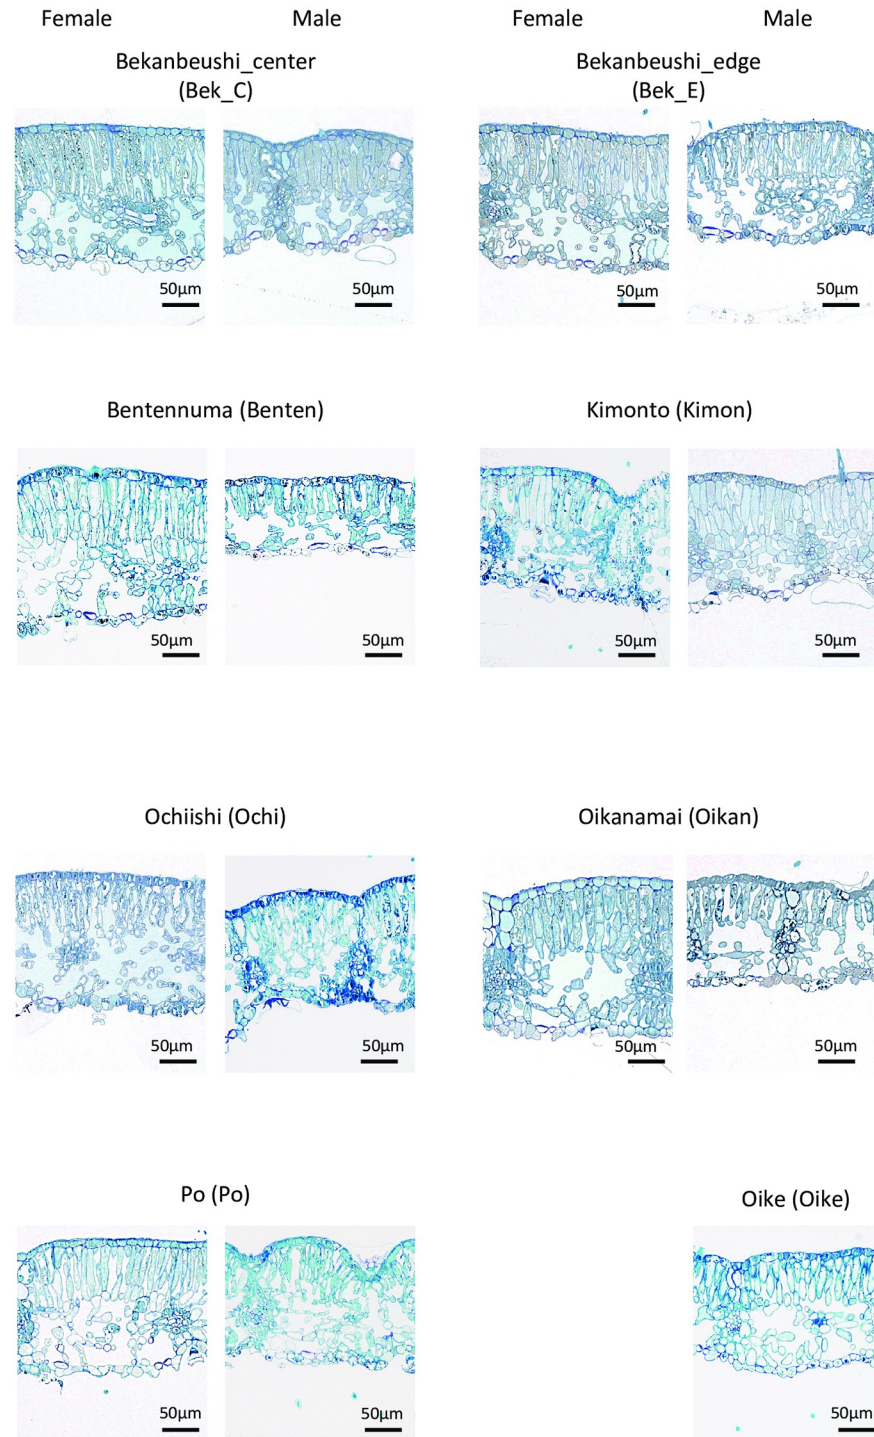 Female Male Female Male
Bekanbeushi_center
(Bek_C)
Bekanbeushi_edge
(Bek_E)
50μm 50μm 50μm 50μm
Bentennuma (Benten) Kimonto (Kimon)
50μm 50μm 50μm 50μm
Ochiishi (Ochi) Oikanamai (Oikan)
50μm 50μm 50μm 50μm
Po (Po) Oike (Oike)
50μm 50μm 50μm